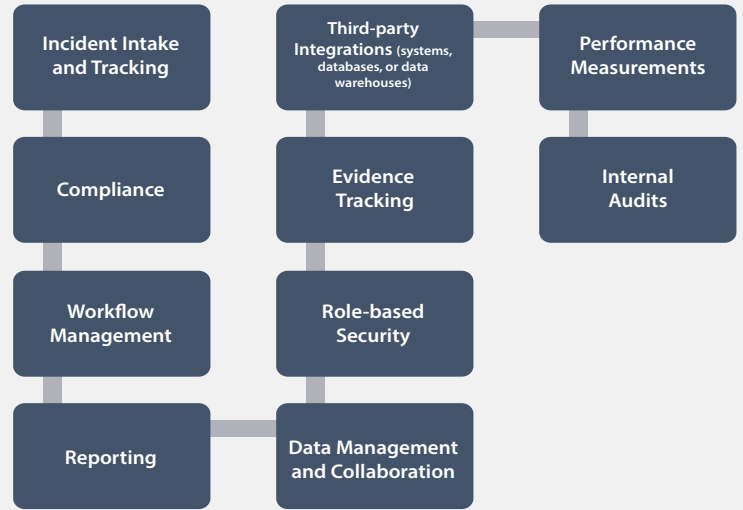 Incident Intake
and Tracking
Compliance
Workflow
Management
Reporting
Data Management
and Collaboration
Role-based
Security
Evidence
Tracking
Third-party
Integrations (systems,
databases, or data
warehouses)
Performance
Measurements
Internal
Audits